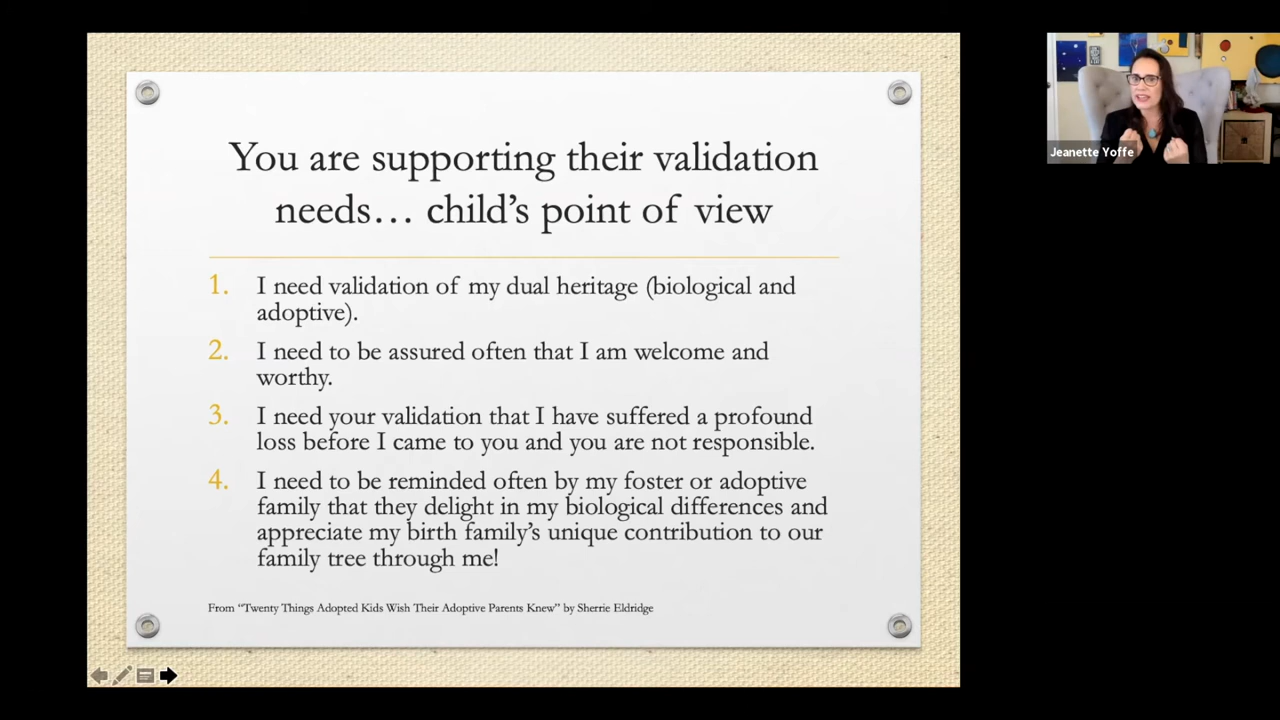 You are supporting their validation
needs… child’s point of view
1. I need validation of my dual heritage (biological and
adoptive).
2. I need to be assured often that I am welcome and
worthy.
3. I need your validation that I have suffered a profound
loss before I came to you and you are not responsible.
4. I need to be reminded often by my foster or adoptive
family that they delight in my biological differences and
appreciate my birth family’s unique contribution to our
family tree through me!
From “Twenty Things Adopted Kids Wish Their Adoptive Parents Knew” by Sherrie Eldridge
Jeanette Yoffe